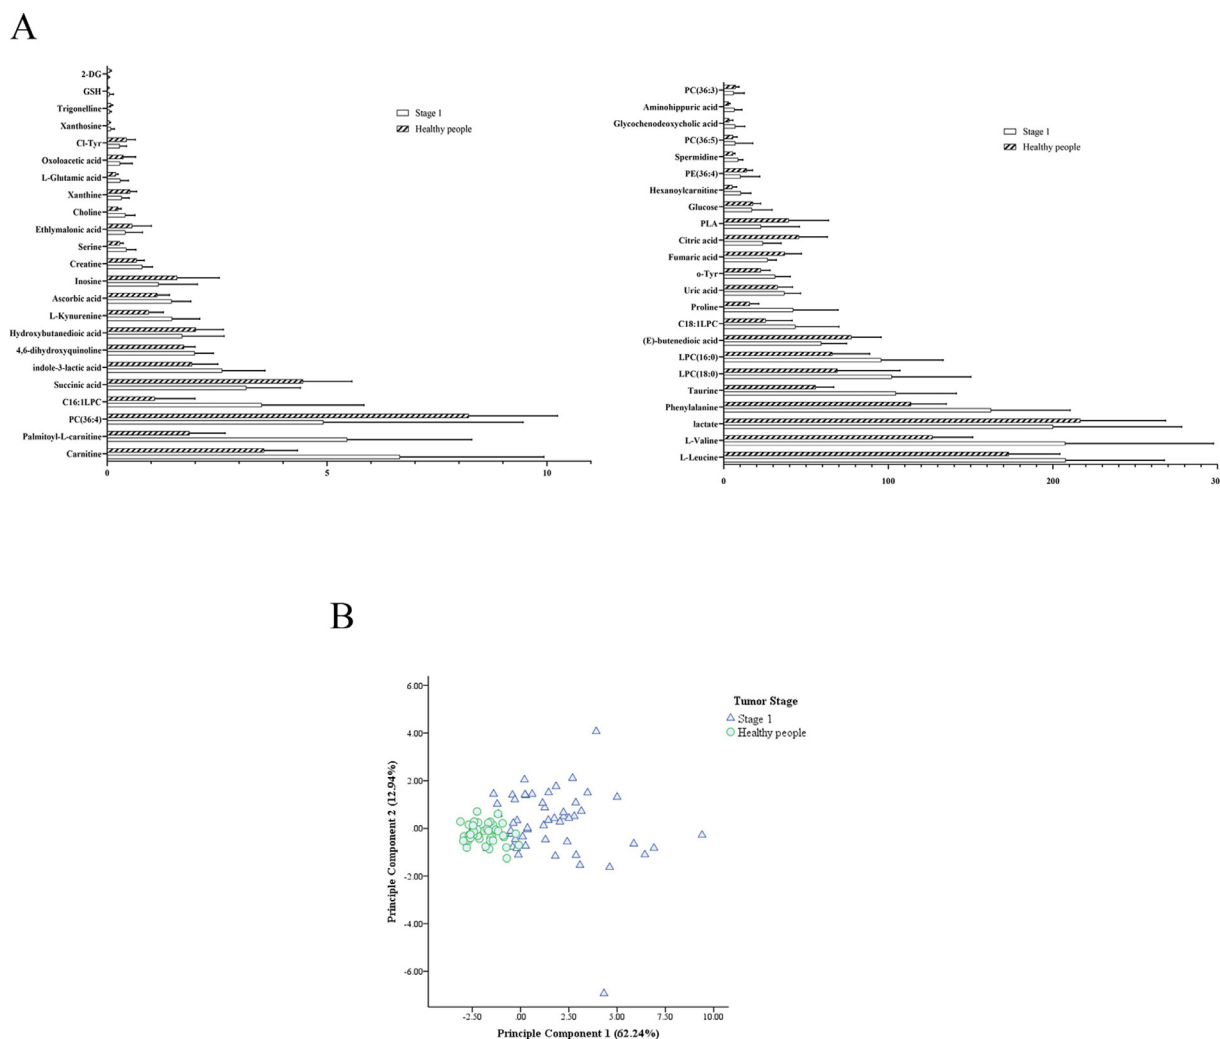 A
2-DG
GSH
Trigonelline
Xanthosine
Cl-Tyr
Oxoloacetic acid
L-Glutamic acid
Xanthine
Choline
Ethlymalonic acid
Serine
Creatine
Inosine
Ascorbic acid
L-Kynurenine
Hydroxybutanedioic acid
4,6-dihydroxyquinoline
indole-3-lactic acid
Succinic acid
C16:1LPC
PC(36:4)
Palmitoyl-L-carnitine
Carnitine
0 5 10
Stage 1
Healthy people
PC(36:3)
Aminohippuric acid
Glycochenodeoxycholic acid
PC(36:5)
Spermidine
PE(36:4)
Hexanoylcarnitine
Glucose
PLA
Citric acid
Fumaric acid
o-Tyr
Uric acid
Proline
C18:1LPC
(E)-butenedioic acid
LPC(16:0)
LPC(18:0)
Taurine
Phenylalanine
lactate
L-Valine
L-Leucine
0 100 200 30
Stage 1
Healthy people
B
Principle Component 2 (12.94%)
6.00
4.00
2.00
.00
-2.00
-4.00
-6.00
-2.50 .00 2.50 5.00 7.50 10.00
Principle Component 1 (62.24%)
Tumor Stage
Stage 1
Healthy people